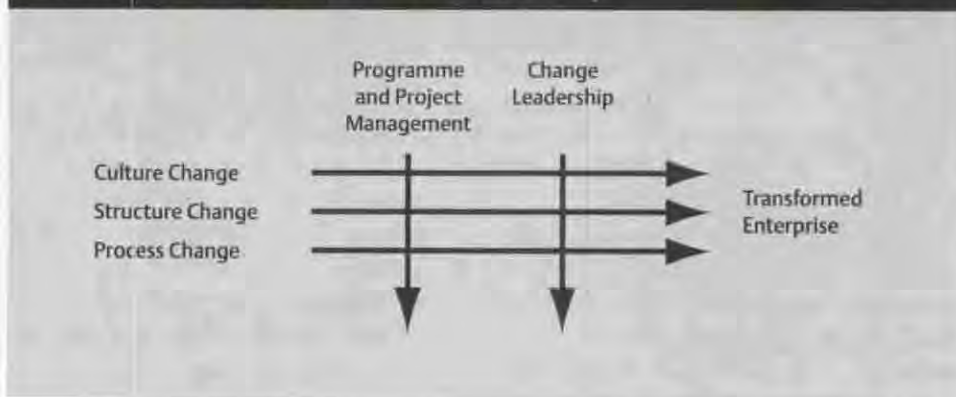 Programme
and Project
Management
Change
Leadership
Culture Change
Structure Change
Process Change
Transformed
Enterprise